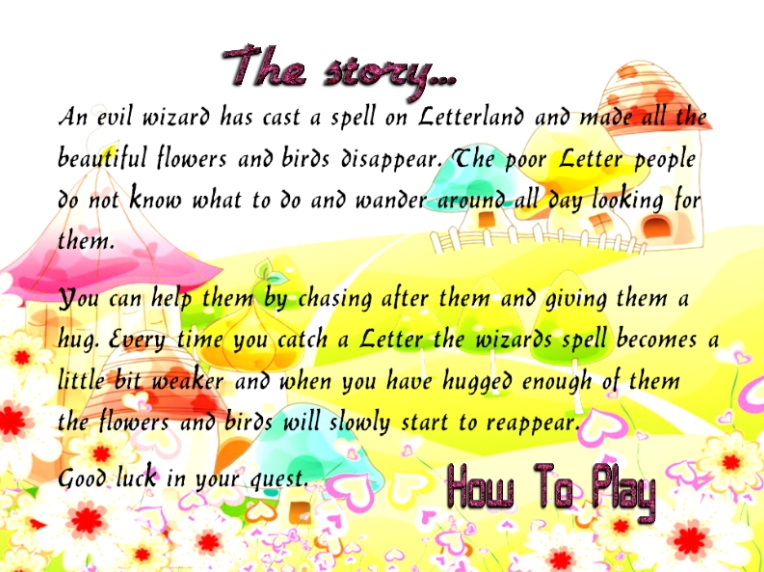 The story...
An evil wizard has cast a spell on Letterland and made all the
beautiful flowers and birds disappear. The poor Letter people
do not know what to do and wander around all day looking for
them.
You can help them by chasing after them and giving them a
hug. Every time you catch a Letter the wizards spell becomes a
little bit weaker and when you have hugged enough of them
the flowers and birds will slowly start to reappear.
Good luck in your quest.
How To Play